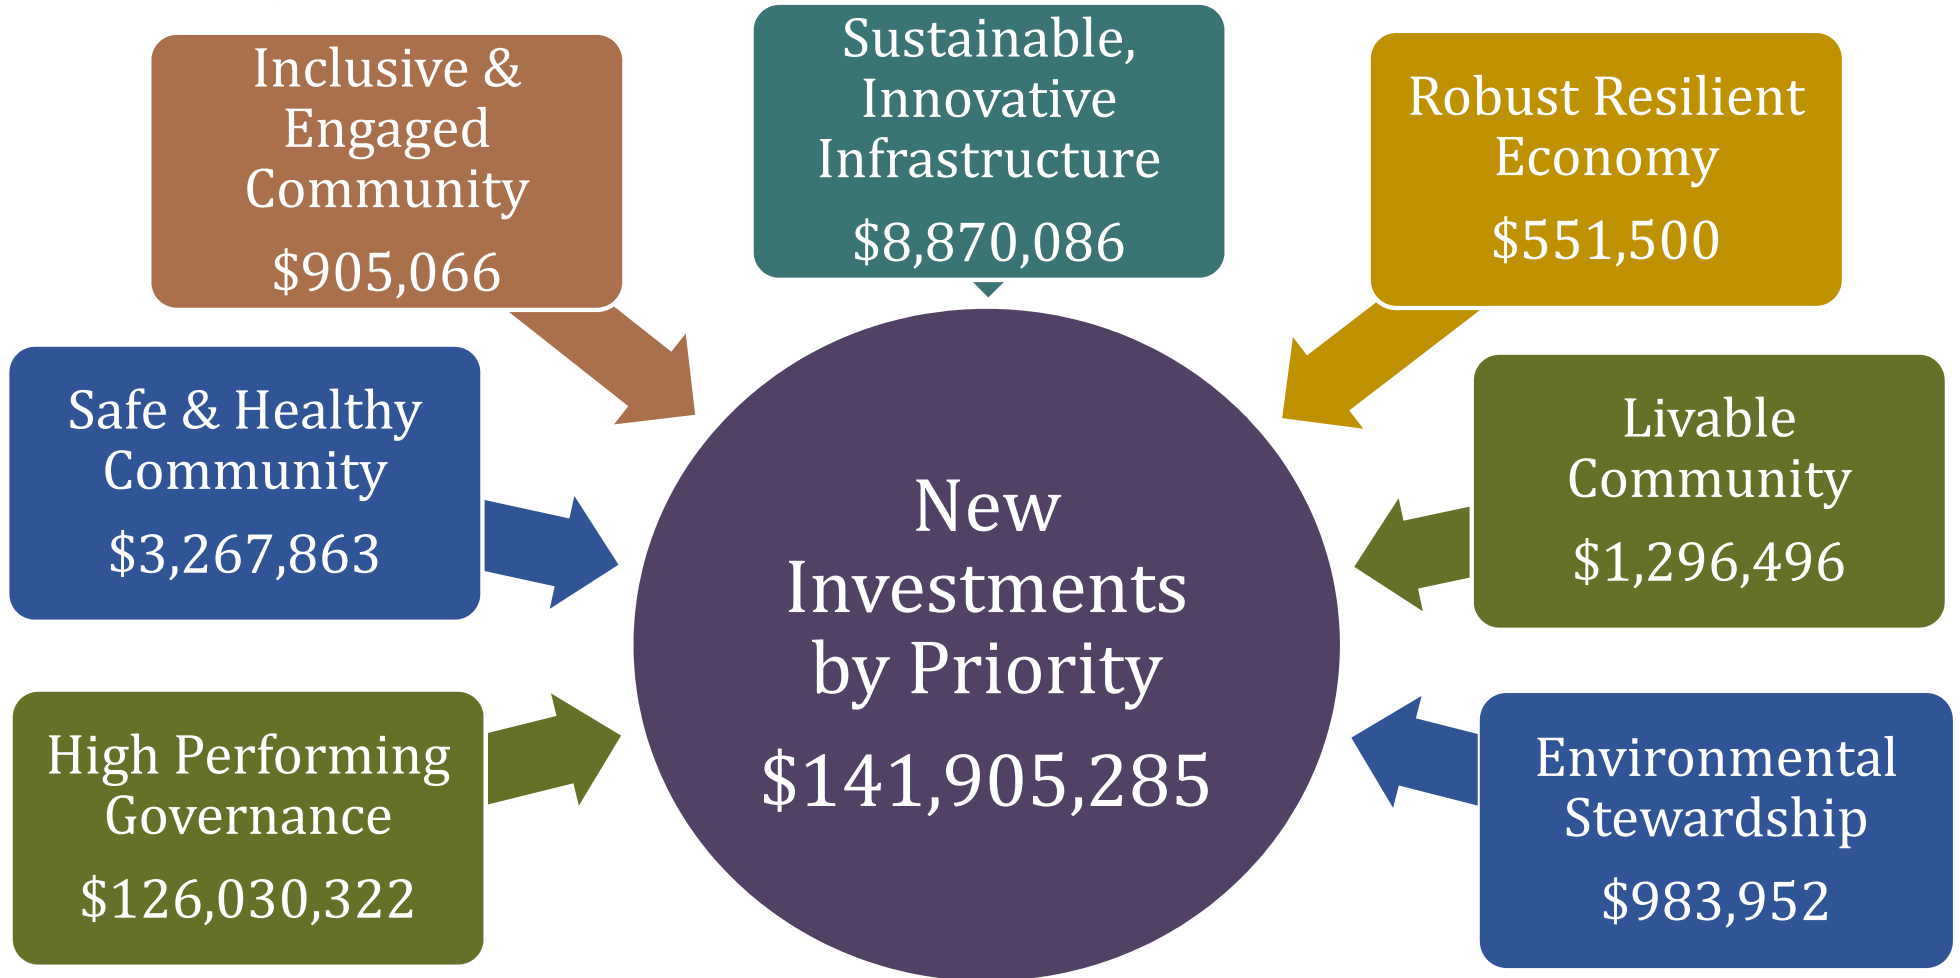 Inclusive &
Engaged
Community
$905,066
Sustainable,
Innovative
Infrastructure
$8,870,086
Robust Resilient
Economy
$551,500
Safe & Healthy
Community
$3,267,863
Livable
Community
$1,296,496
New
Investments
by Priority
$141,905,285
High Performing
Governance
$126,030,322
Environmental
Stewardship
$983,952